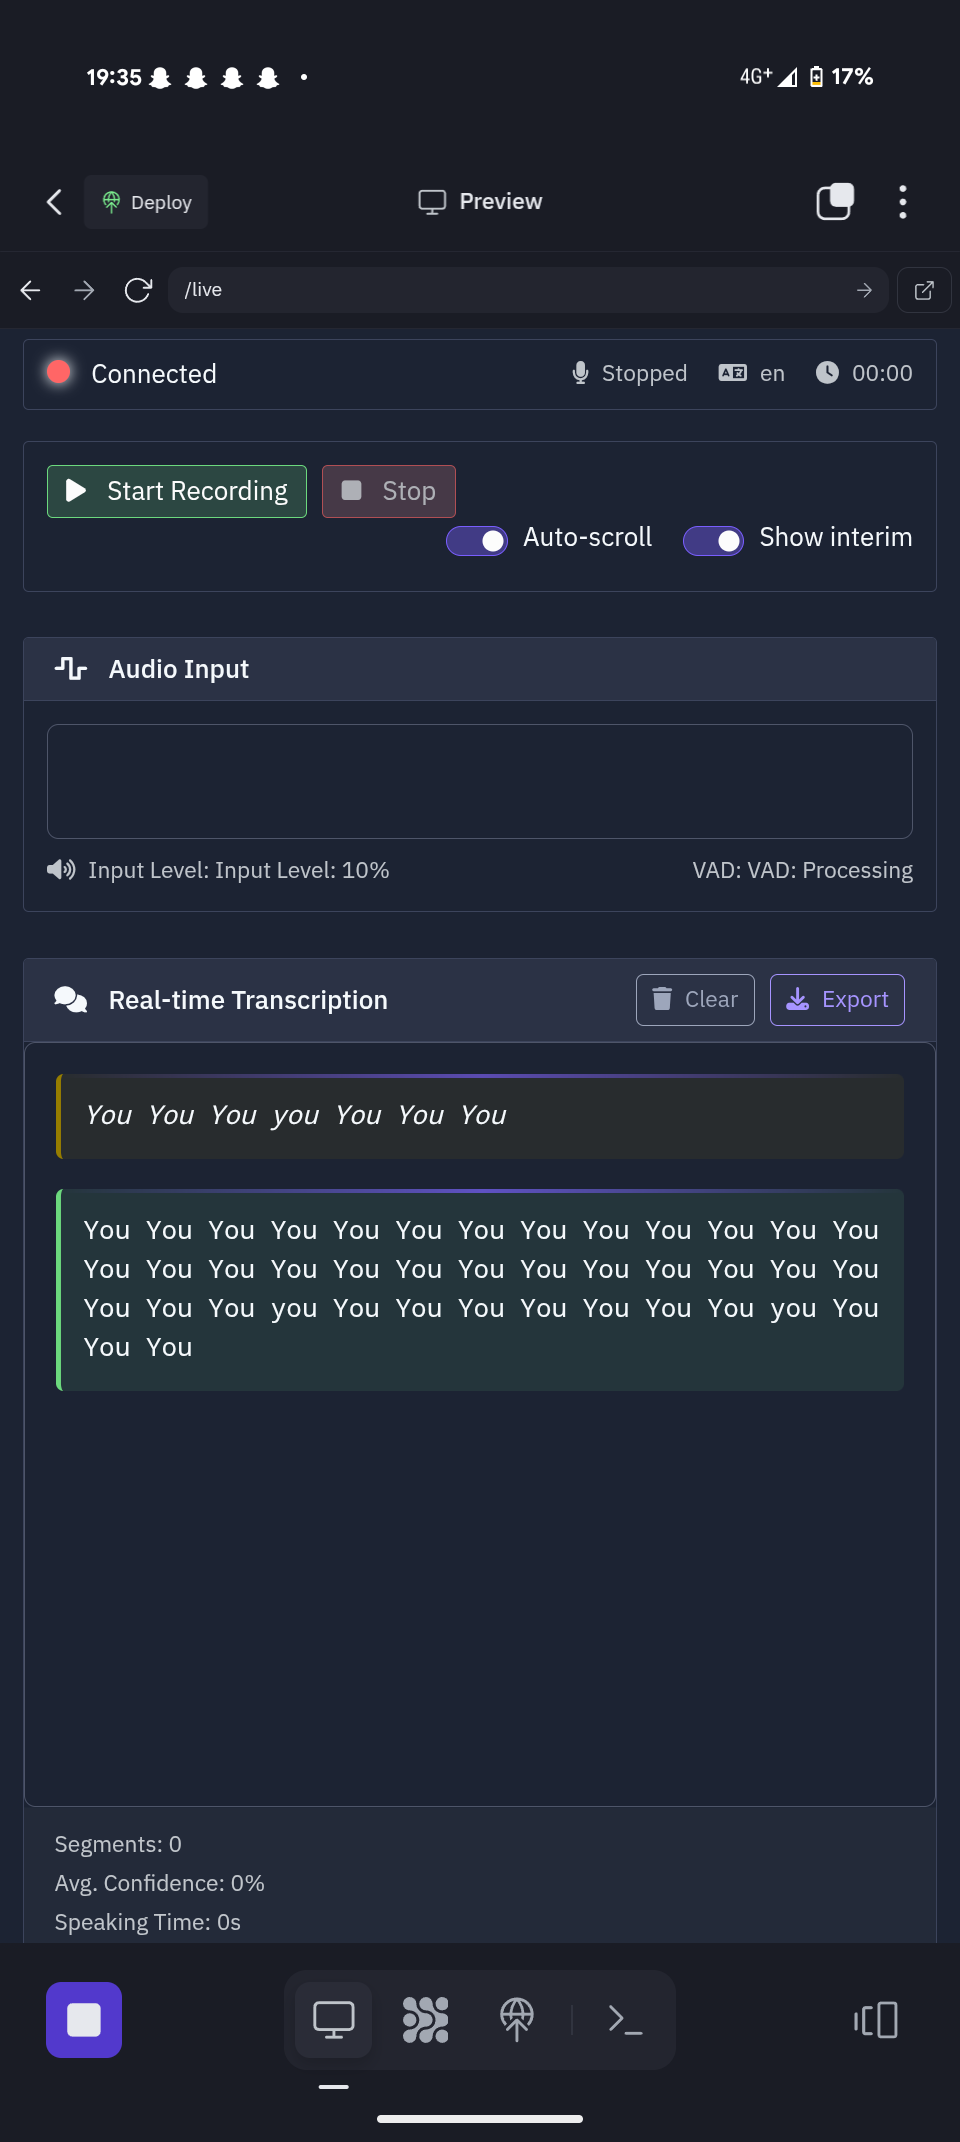 19:35
4G+ 17%
Deploy
Preview
/live
Connected
Stopped
en
00:00
Start Recording
Stop
Auto-scroll
Show interim
Audio Input
Input Level: Input Level: 10%
VAD: VAD: Processing
Real-time Transcription
Clear
Export
You You You you You You You
You You You You You You You You You You You You You
You You You You You You You You You You You You You
You You You you You You You You You You You you You
You You
Segments: 0
Avg. Confidence: 0%
Speaking Time: 0s